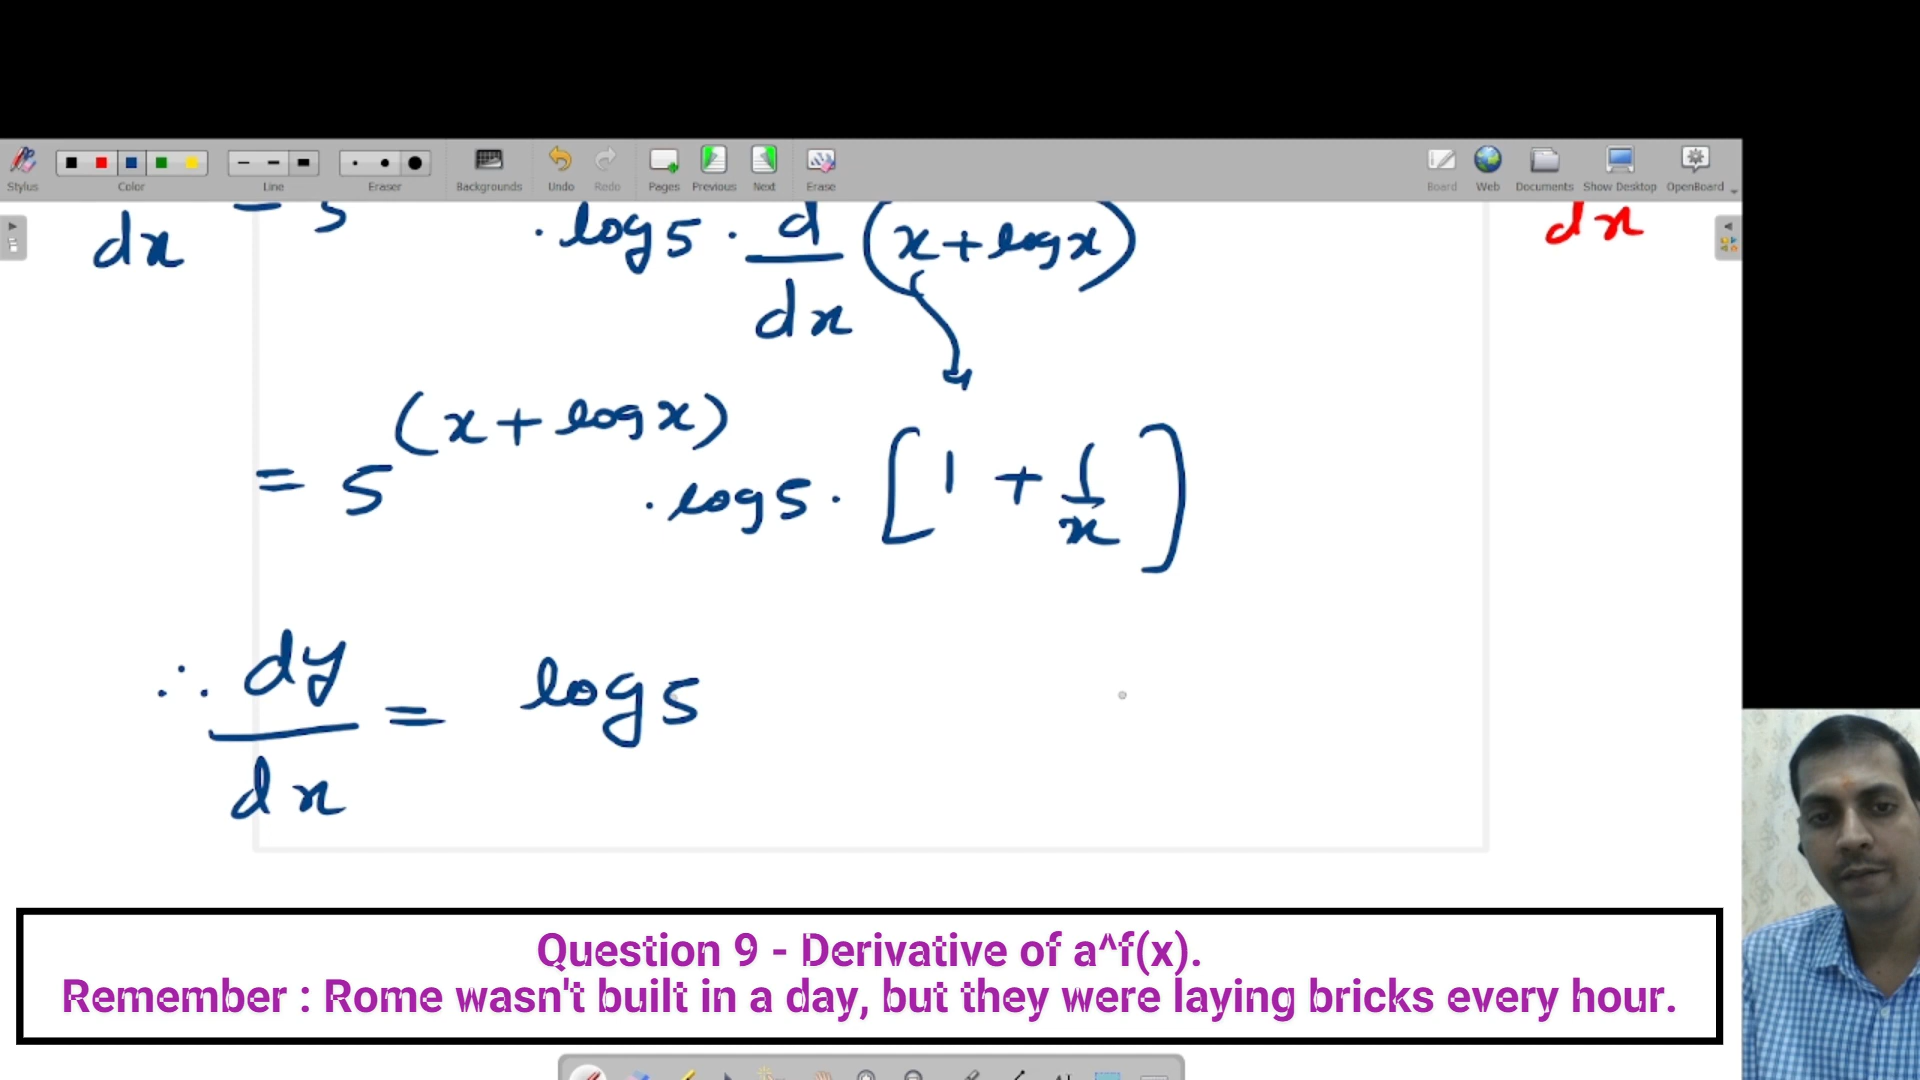 Stylus Color Line Eraser Backgrounds Undo Redo Pages Previous Next Erase Board Web Documents Show Desktop OpenBoard
dx = 5 · log5 · d/dx (x + logx)
dx
= 5^(x + logx) · log5 · [1 + 1/x]
∴ dy/dx = log5
Question 9 - Derivative of a^f(x).
Remember : Rome wasn't built in a day, but they were laying bricks every hour.